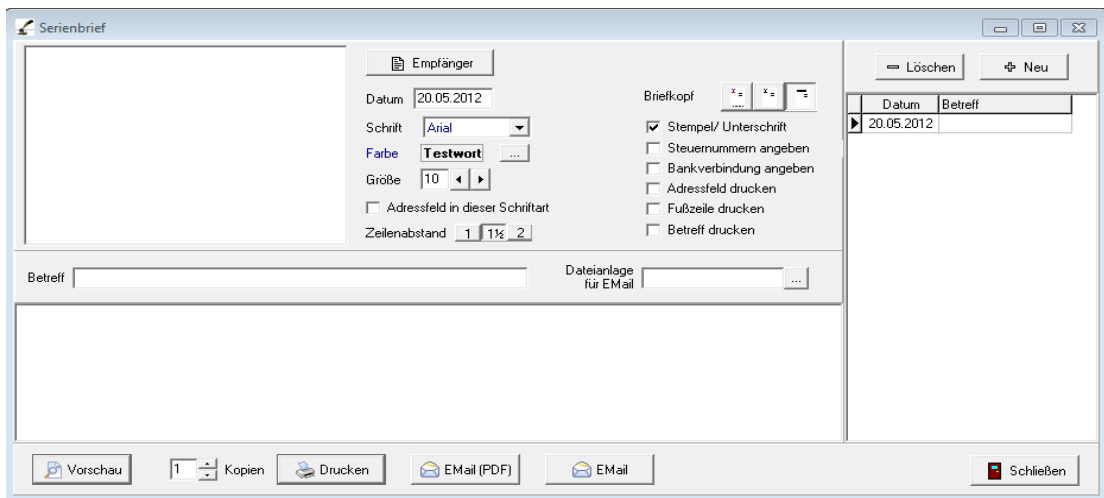 Serienbrief
Empfänger
Datum 20.05.2012
Schrift Arial
Farbe Testwort ...
Größe 10
Adressfeld in dieser Schriftart
Zeilenabstand 1 1½ 2
Briefkopf
Stempel/ Unterschrift
Steuernummern angeben
Bankverbindung angeben
Adressfeld drucken
Fußzeile drucken
Betreff drucken
Betreff
Dateianlage
für EMail ...
Löschen Neu
Datum Betreff
20.05.2012
Vorschau 1 Kopien Drucken EMail (PDF) EMail Schließen